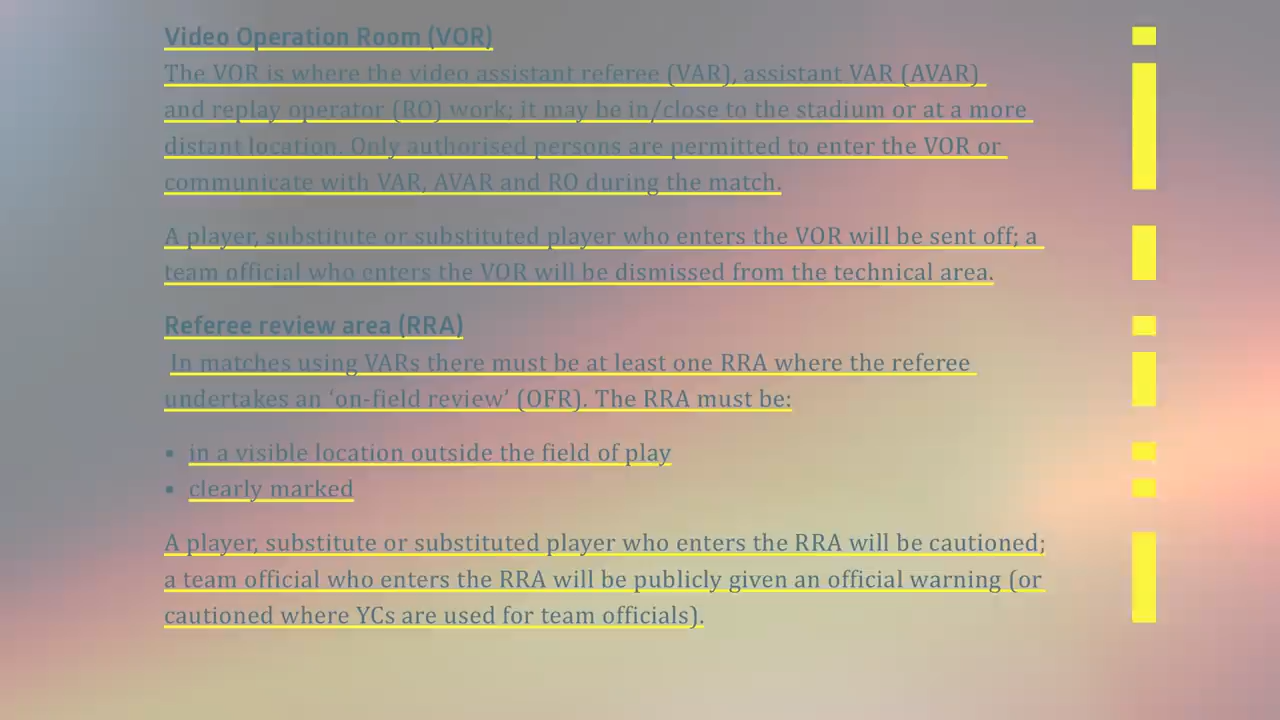 Video Operation Room (VOR)
The VOR is where the video assistant referee (VAR), assistant VAR (AVAR)
and replay operator (RO) work; it may be in/close to the stadium or at a more
distant location. Only authorised persons are permitted to enter the VOR or
communicate with VAR, AVAR and RO during the match.
A player, substitute or substituted player who enters the VOR will be sent off; a
team official who enters the VOR will be dismissed from the technical area.
Referee review area (RRA)
In matches using VARs there must be at least one RRA where the referee
undertakes an ‘on-field review’ (OFR). The RRA must be:
• in a visible location outside the field of play
• clearly marked
A player, substitute or substituted player who enters the RRA will be cautioned;
a team official who enters the RRA will be publicly given an official warning (or
cautioned where YCs are used for team officials).